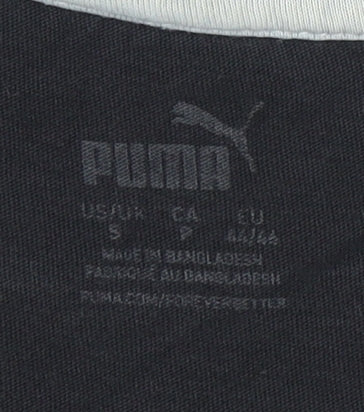 PUMA
US/UK CA EU
S P 44/46
MADE IN BANGLADESH
FABRIQUÉ AU BANGLADESH
PUMA.COM/FOREVERBETTER